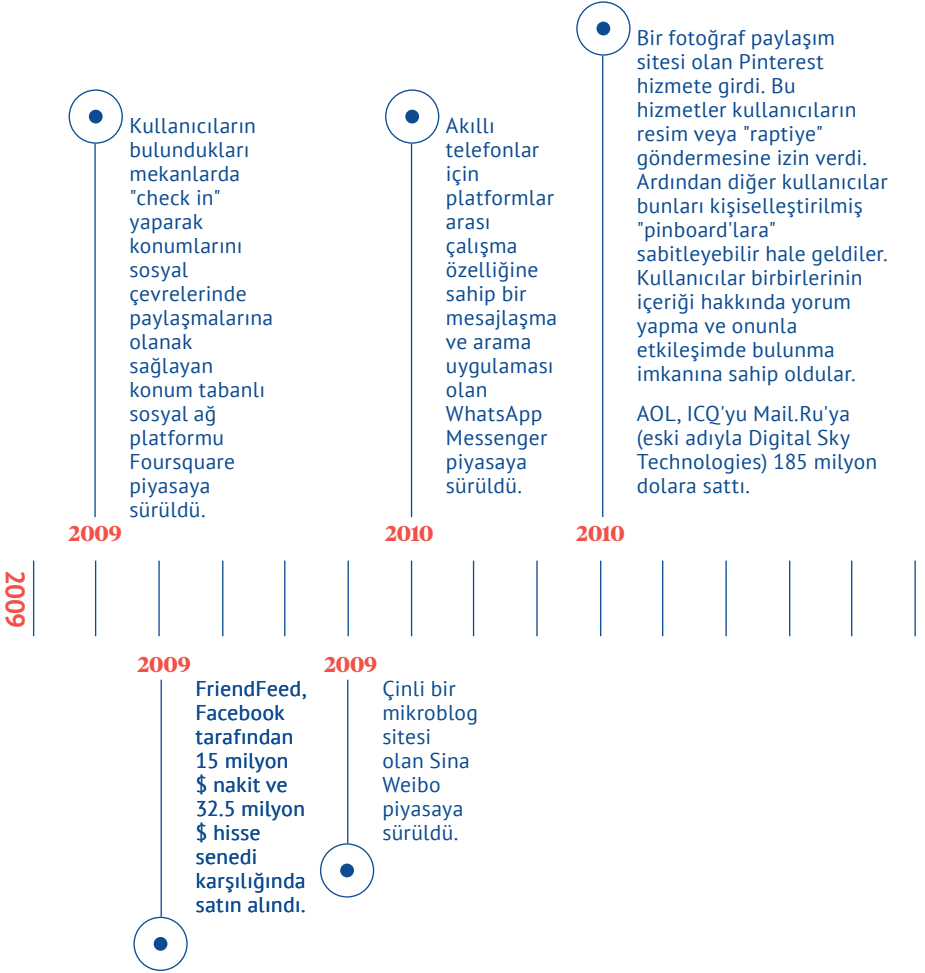 Kullanıcıların
bulundukları
mekanlarda
"check in"
yaparak
konumlarını
sosyal
çevrelerinde
paylaşmalarına
olanak
sağlayan
konum tabanlı
sosyal ağ
platformu
Foursquare
piyasaya
sürüldü.
2009
Akıllı
telefonlar
için
platformlar
arası
çalışma
özelliğine
sahip bir
mesajlaşma
ve arama
uygulaması
olan
WhatsApp
Messenger
piyasaya
sürüldü.
2010
Bir fotoğraf paylaşım
sitesi olan Pinterest
hizmete girdi. Bu
hizmetler kullanıcıların
resim veya "raptiye"
göndermesine izin verdi.
Ardından diğer kullanıcılar
bunları kişiselleştirilmiş
"pinboard'lara"
sabitleyebilir hale geldiler.
Kullanıcılar birbirlerinin
içeriği hakkında yorum
yapma ve onunla
etkileşimde bulunma
imkanına sahip oldular.
AOL, ICQ'yu Mail.Ru'ya
(eski adıyla Digital Sky
Technologies) 185 milyon
dolara sattı.
2010
2009
2009
FriendFeed,
Facebook
tarafından
15 milyon
$ nakit ve
32.5 milyon
$ hisse
senedi
karşılığında
satın alındı.
2009
Çinli bir
mikroblog
sitesi
olan Sina
Weibo
piyasaya
sürüldü.